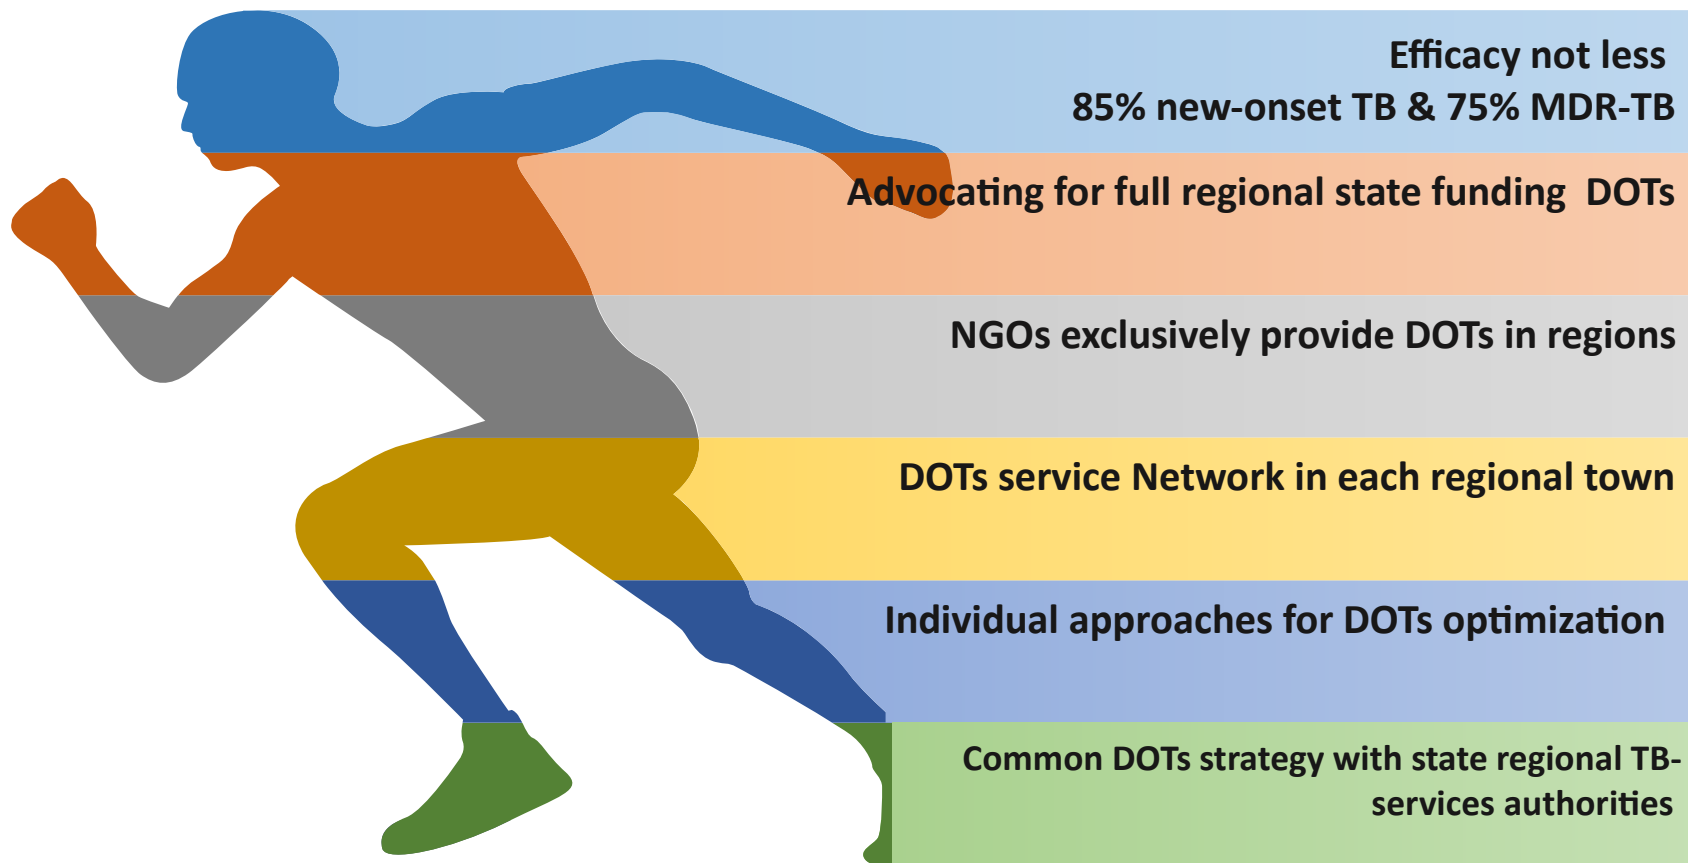 Efficacy not less
85% new-onset TB & 75% MDR-TB
Advocating for full regional state funding  DOTs
NGOs exclusively provide DOTs in regions
DOTs service Network in each regional town
Individual approaches for DOTs optimization
Common DOTs strategy with state regional TB-
services authorities